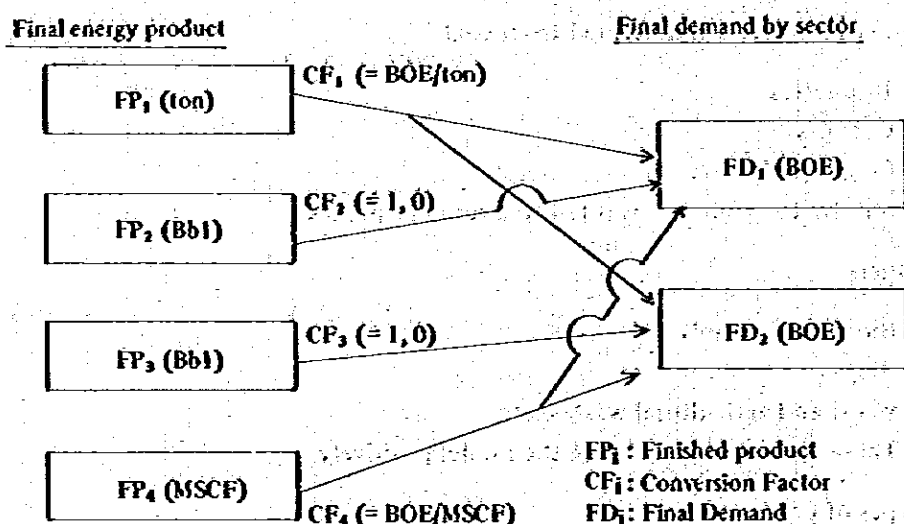 Final energy product
Final demand by sector
CF₁ (= BOE/ton)
FP₁ (ton)
FD₁ (BOE)
CF₂ (= 1, 0)
FP₂ (Bbl)
CF₃ (= 1, 0)
FD₂ (BOE)
FP₃ (Bbl)
FP₄ (MSCF)
CF₄ (= BOE/MSCF)
FPᵢ : Finished product
CFᵢ : Conversion Factor
FDᵢ : Final Demand